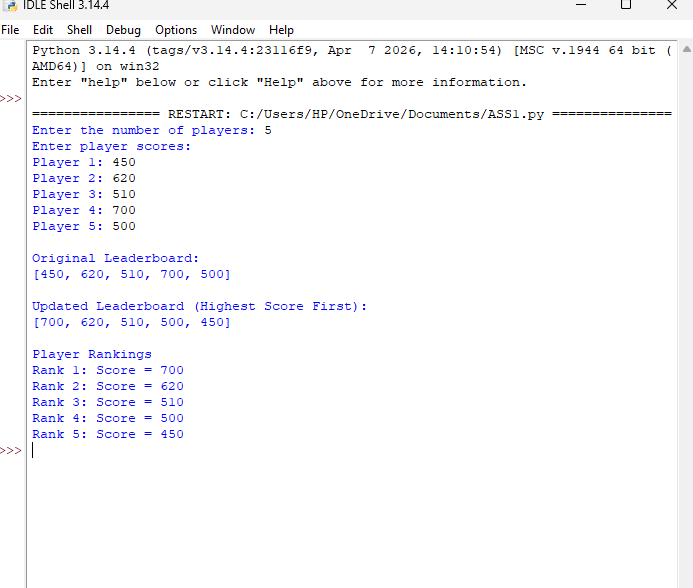 IDLE Shell 3.14.4
File Edit Shell Debug Options Window Help
Python 3.14.4 (tags/v3.14.4:23116f9, Apr  7 2026, 14:10:54) [MSC v.1944 64 bit (
AMD64)] on win32
Enter "help" below or click "Help" above for more information.
>>>
================ RESTART: C:/Users/HP/OneDrive/Documents/ASS1.py ===============
Enter the number of players: 5
Enter player scores:
Player 1: 450
Player 2: 620
Player 3: 510
Player 4: 700
Player 5: 500
Original Leaderboard:
[450, 620, 510, 700, 500]
Updated Leaderboard (Highest Score First):
[700, 620, 510, 500, 450]
Player Rankings
Rank 1: Score = 700
Rank 2: Score = 620
Rank 3: Score = 510
Rank 4: Score = 500
Rank 5: Score = 450
>>>